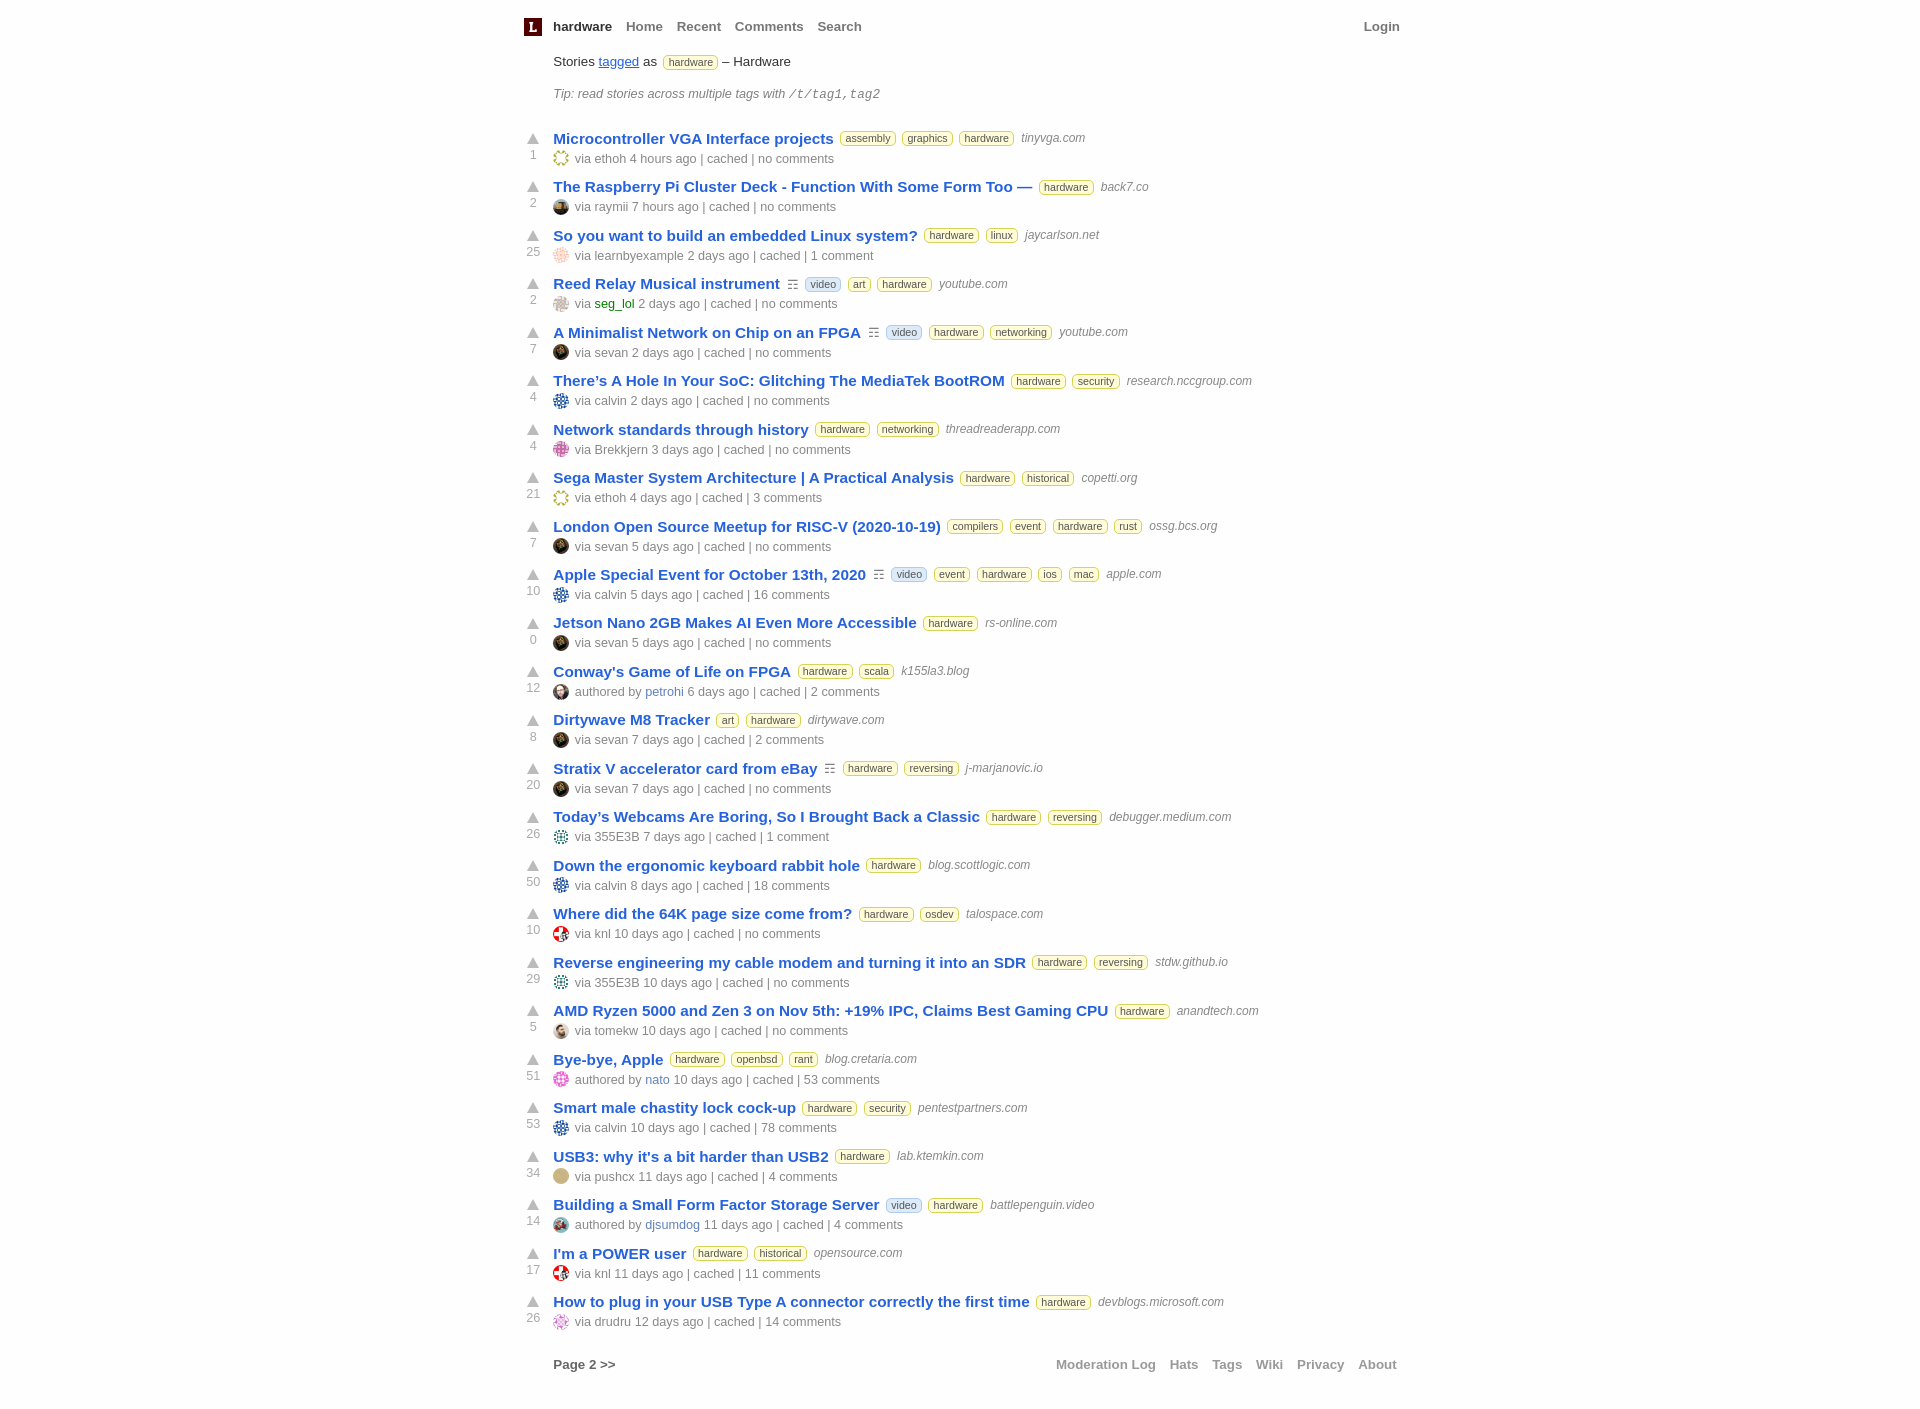 L hardware Home Recent Comments Search Login
Stories tagged as hardware – Hardware
Tip: read stories across multiple tags with /t/tag1,tag2
Microcontroller VGA Interface projects assembly graphics hardware tinyvga.com
1 via ethoh 4 hours ago | cached | no comments
The Raspberry Pi Cluster Deck - Function With Some Form Too — hardware back7.co
2 via raymii 7 hours ago | cached | no comments
So you want to build an embedded Linux system? hardware linux jaycarlson.net
25 via learnbyexample 2 days ago | cached | 1 comment
Reed Relay Musical instrument ☶ video art hardware youtube.com
2 via seg_lol 2 days ago | cached | no comments
A Minimalist Network on Chip on an FPGA ☶ video hardware networking youtube.com
7 via sevan 2 days ago | cached | no comments
There’s A Hole In Your SoC: Glitching The MediaTek BootROM hardware security research.nccgroup.com
4 via calvin 2 days ago | cached | no comments
Network standards through history hardware networking threadreaderapp.com
4 via Brekkjern 3 days ago | cached | no comments
Sega Master System Architecture | A Practical Analysis hardware historical copetti.org
21 via ethoh 4 days ago | cached | 3 comments
London Open Source Meetup for RISC-V (2020-10-19) compilers event hardware rust ossg.bcs.org
7 via sevan 5 days ago | cached | no comments
Apple Special Event for October 13th, 2020 ☶ video event hardware ios mac apple.com
10 via calvin 5 days ago | cached | 16 comments
Jetson Nano 2GB Makes AI Even More Accessible hardware rs-online.com
0 via sevan 5 days ago | cached | no comments
Conway's Game of Life on FPGA hardware scala k155la3.blog
12 authored by petrohi 6 days ago | cached | 2 comments
Dirtywave M8 Tracker art hardware dirtywave.com
8 via sevan 7 days ago | cached | 2 comments
Stratix V accelerator card from eBay ☶ hardware reversing j-marjanovic.io
20 via sevan 7 days ago | cached | no comments
Today’s Webcams Are Boring, So I Brought Back a Classic hardware reversing debugger.medium.com
26 via 355E3B 7 days ago | cached | 1 comment
Down the ergonomic keyboard rabbit hole hardware blog.scottlogic.com
50 via calvin 8 days ago | cached | 18 comments
Where did the 64K page size come from? hardware osdev talospace.com
10 via knl 10 days ago | cached | no comments
Reverse engineering my cable modem and turning it into an SDR hardware reversing stdw.github.io
29 via 355E3B 10 days ago | cached | no comments
AMD Ryzen 5000 and Zen 3 on Nov 5th: +19% IPC, Claims Best Gaming CPU hardware anandtech.com
5 via tomekw 10 days ago | cached | no comments
Bye-bye, Apple hardware openbsd rant blog.cretaria.com
51 authored by nato 10 days ago | cached | 53 comments
Smart male chastity lock cock-up hardware security pentestpartners.com
53 via calvin 10 days ago | cached | 78 comments
USB3: why it's a bit harder than USB2 hardware lab.ktemkin.com
34 via pushcx 11 days ago | cached | 4 comments
Building a Small Form Factor Storage Server video hardware battlepenguin.video
14 authored by djsumdog 11 days ago | cached | 4 comments
I'm a POWER user hardware historical opensource.com
17 via knl 11 days ago | cached | 11 comments
How to plug in your USB Type A connector correctly the first time hardware devblogs.microsoft.com
26 via drudru 12 days ago | cached | 14 comments
Page 2 >> Moderation Log Hats Tags Wiki Privacy About